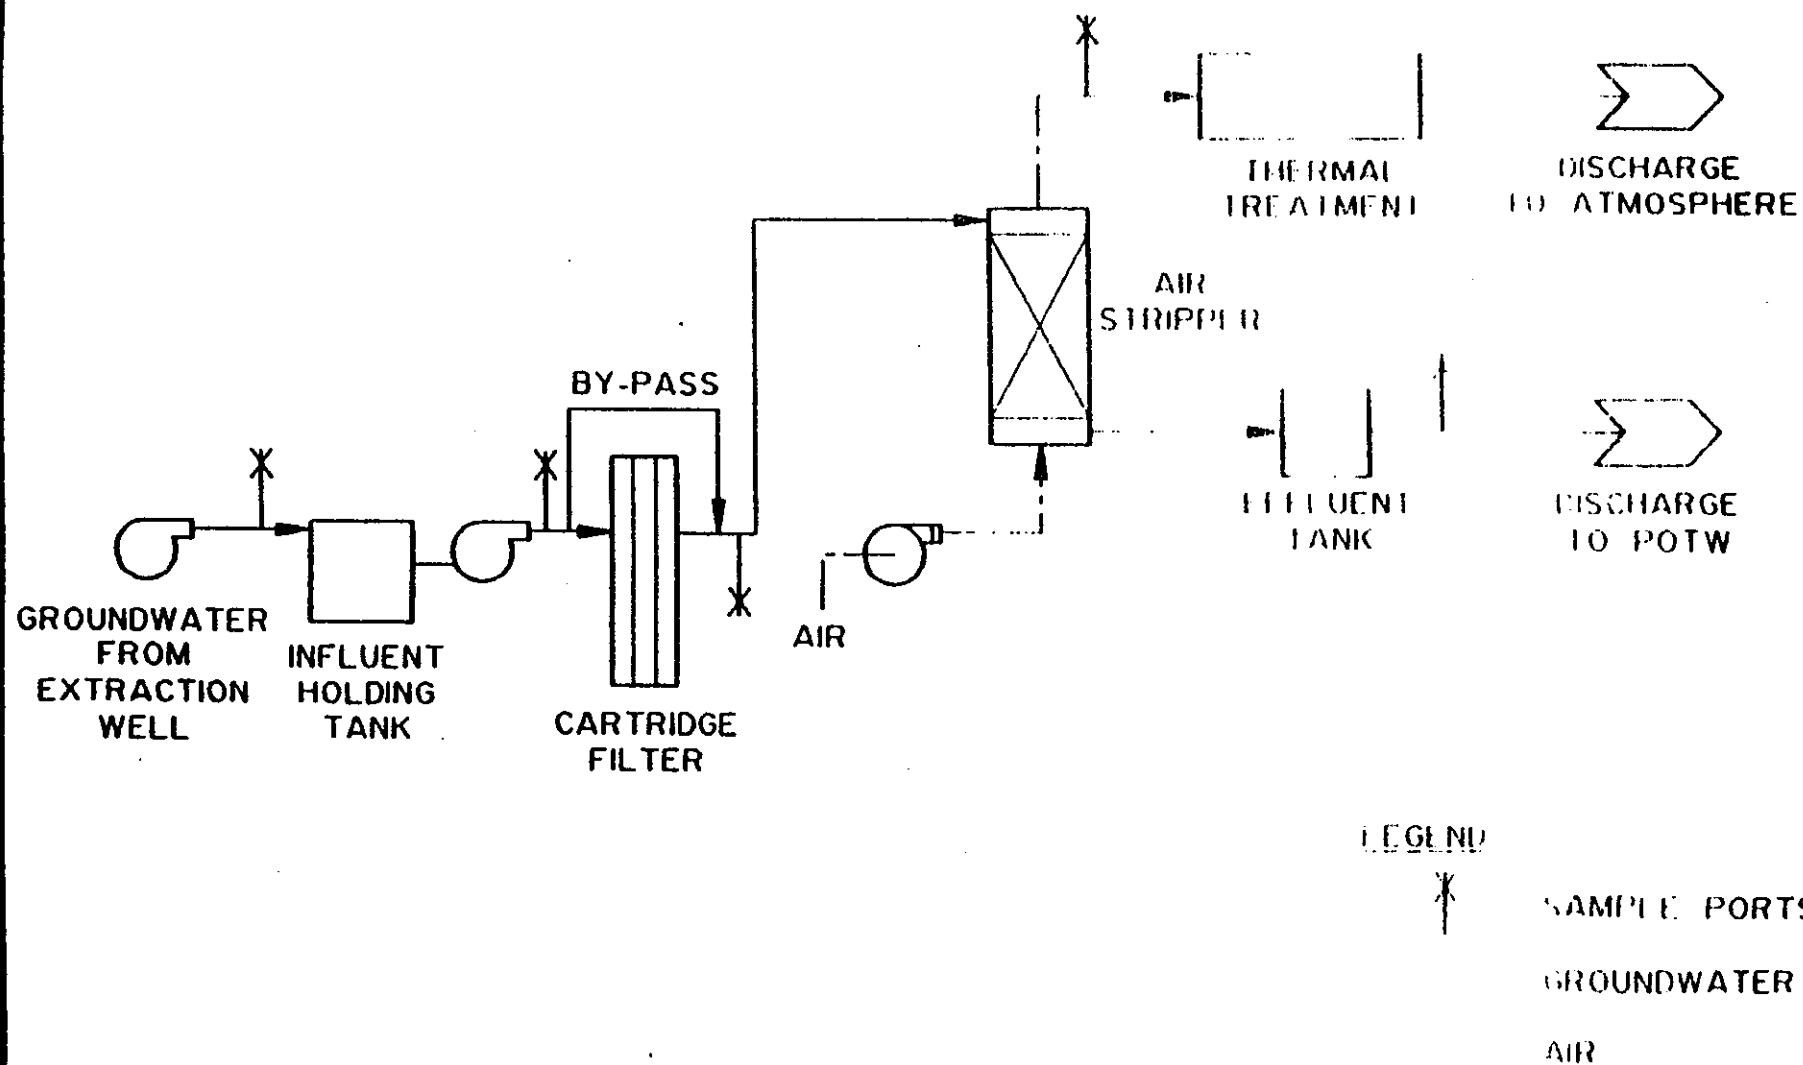 THERMAL
TREATMENT
DISCHARGE
TO ATMOSPHERE
AIR
STRIPPER
BY-PASS
EFFLUENT
TANK
DISCHARGE
TO POTW
GROUNDWATER
FROM
EXTRACTION
WELL
INFLUENT
HOLDING
TANK
CARTRIDGE
FILTER
AIR
LEGEND
SAMPLE PORTS
GROUNDWATER
AIR